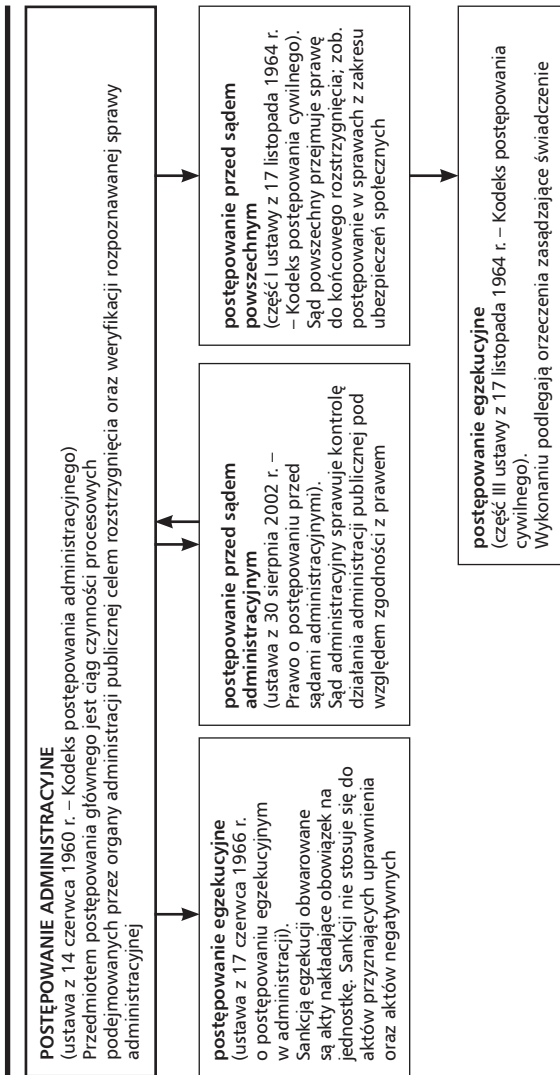 POSTĘPOWANIE ADMINISTRACYJNE
(ustawa z 14 czerwca 1960 r. – Kodeks postępowania administracyjnego)
Przedmiotem postępowania głównego jest ciąg czynności procesowych
podejmowanych przez organy administracji publicznej celem rozstrzygnięcia oraz weryfikacji rozpoznawanej sprawy
administracyjnej
postępowanie egzekucyjne
(ustawa z 17 czerwca 1966 r.
o postępowaniu egzekucyjnym
w administracji).
Sankcją egzekucji obwarowane
są akty nakładające obowiązek na
jednostkę. Sankcji nie stosuje się do
aktów przyznających uprawnienia
oraz aktów negatywnych
postępowanie przed sądem
administracyjnym
(ustawa z 30 sierpnia 2002 r. –
Prawo o postępowaniu przed
sądami administracyjnymi).
Sąd administracyjny sprawuje kontrolę
działania administracji publicznej pod
względem zgodności z prawem
postępowanie przed sądem
powszechnym
(część I ustawy z 17 listopada 1964 r.
– Kodeks postępowania cywilnego).
Sąd powszechny przejmuje sprawę
do końcowego rozstrzygnięcia; zob.
postępowanie w sprawach z zakresu
ubezpieczeń społecznych
postępowanie egzekucyjne
(część III ustawy z 17 listopada 1964 r. – Kodeks postępowania
cywilnego).
Wykonaniu podlegają orzeczenia zasądzające świadczenie